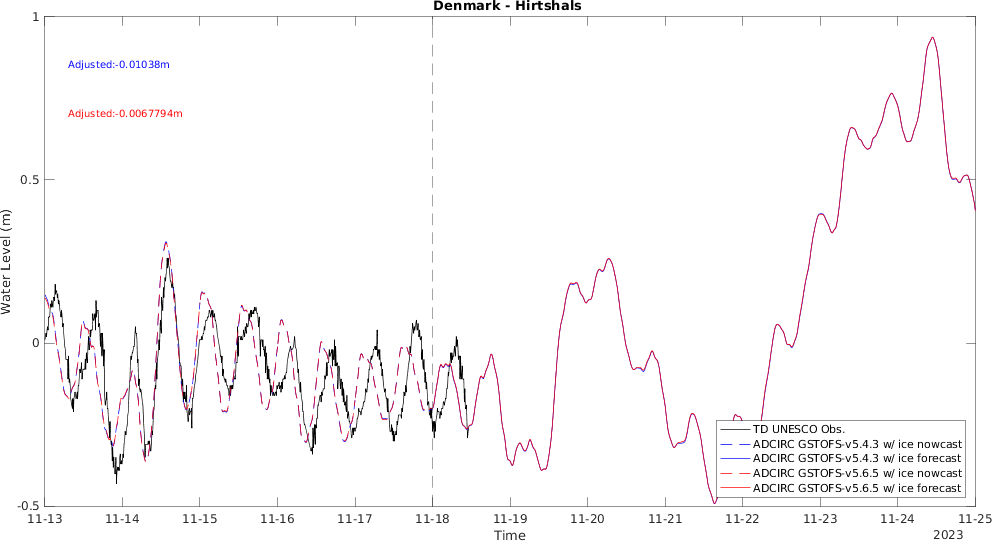 Denmark - Hirtshals
1
Adjusted:-0.01038m
Adjusted:-0.0067794m
0.5
Water Level (m)
0
TD UNESCO Obs.
ADCIRC GSTOFS-v5.4.3 w/ ice nowcast
ADCIRC GSTOFS-v5.4.3 w/ ice forecast
ADCIRC GSTOFS-v5.6.5 w/ ice nowcast
ADCIRC GSTOFS-v5.6.5 w/ ice forecast
-0.5
11-13 11-14 11-15 11-16 11-17 11-18 11-19 11-20 11-21 11-22 11-23 11-24 11-25
Time
2023